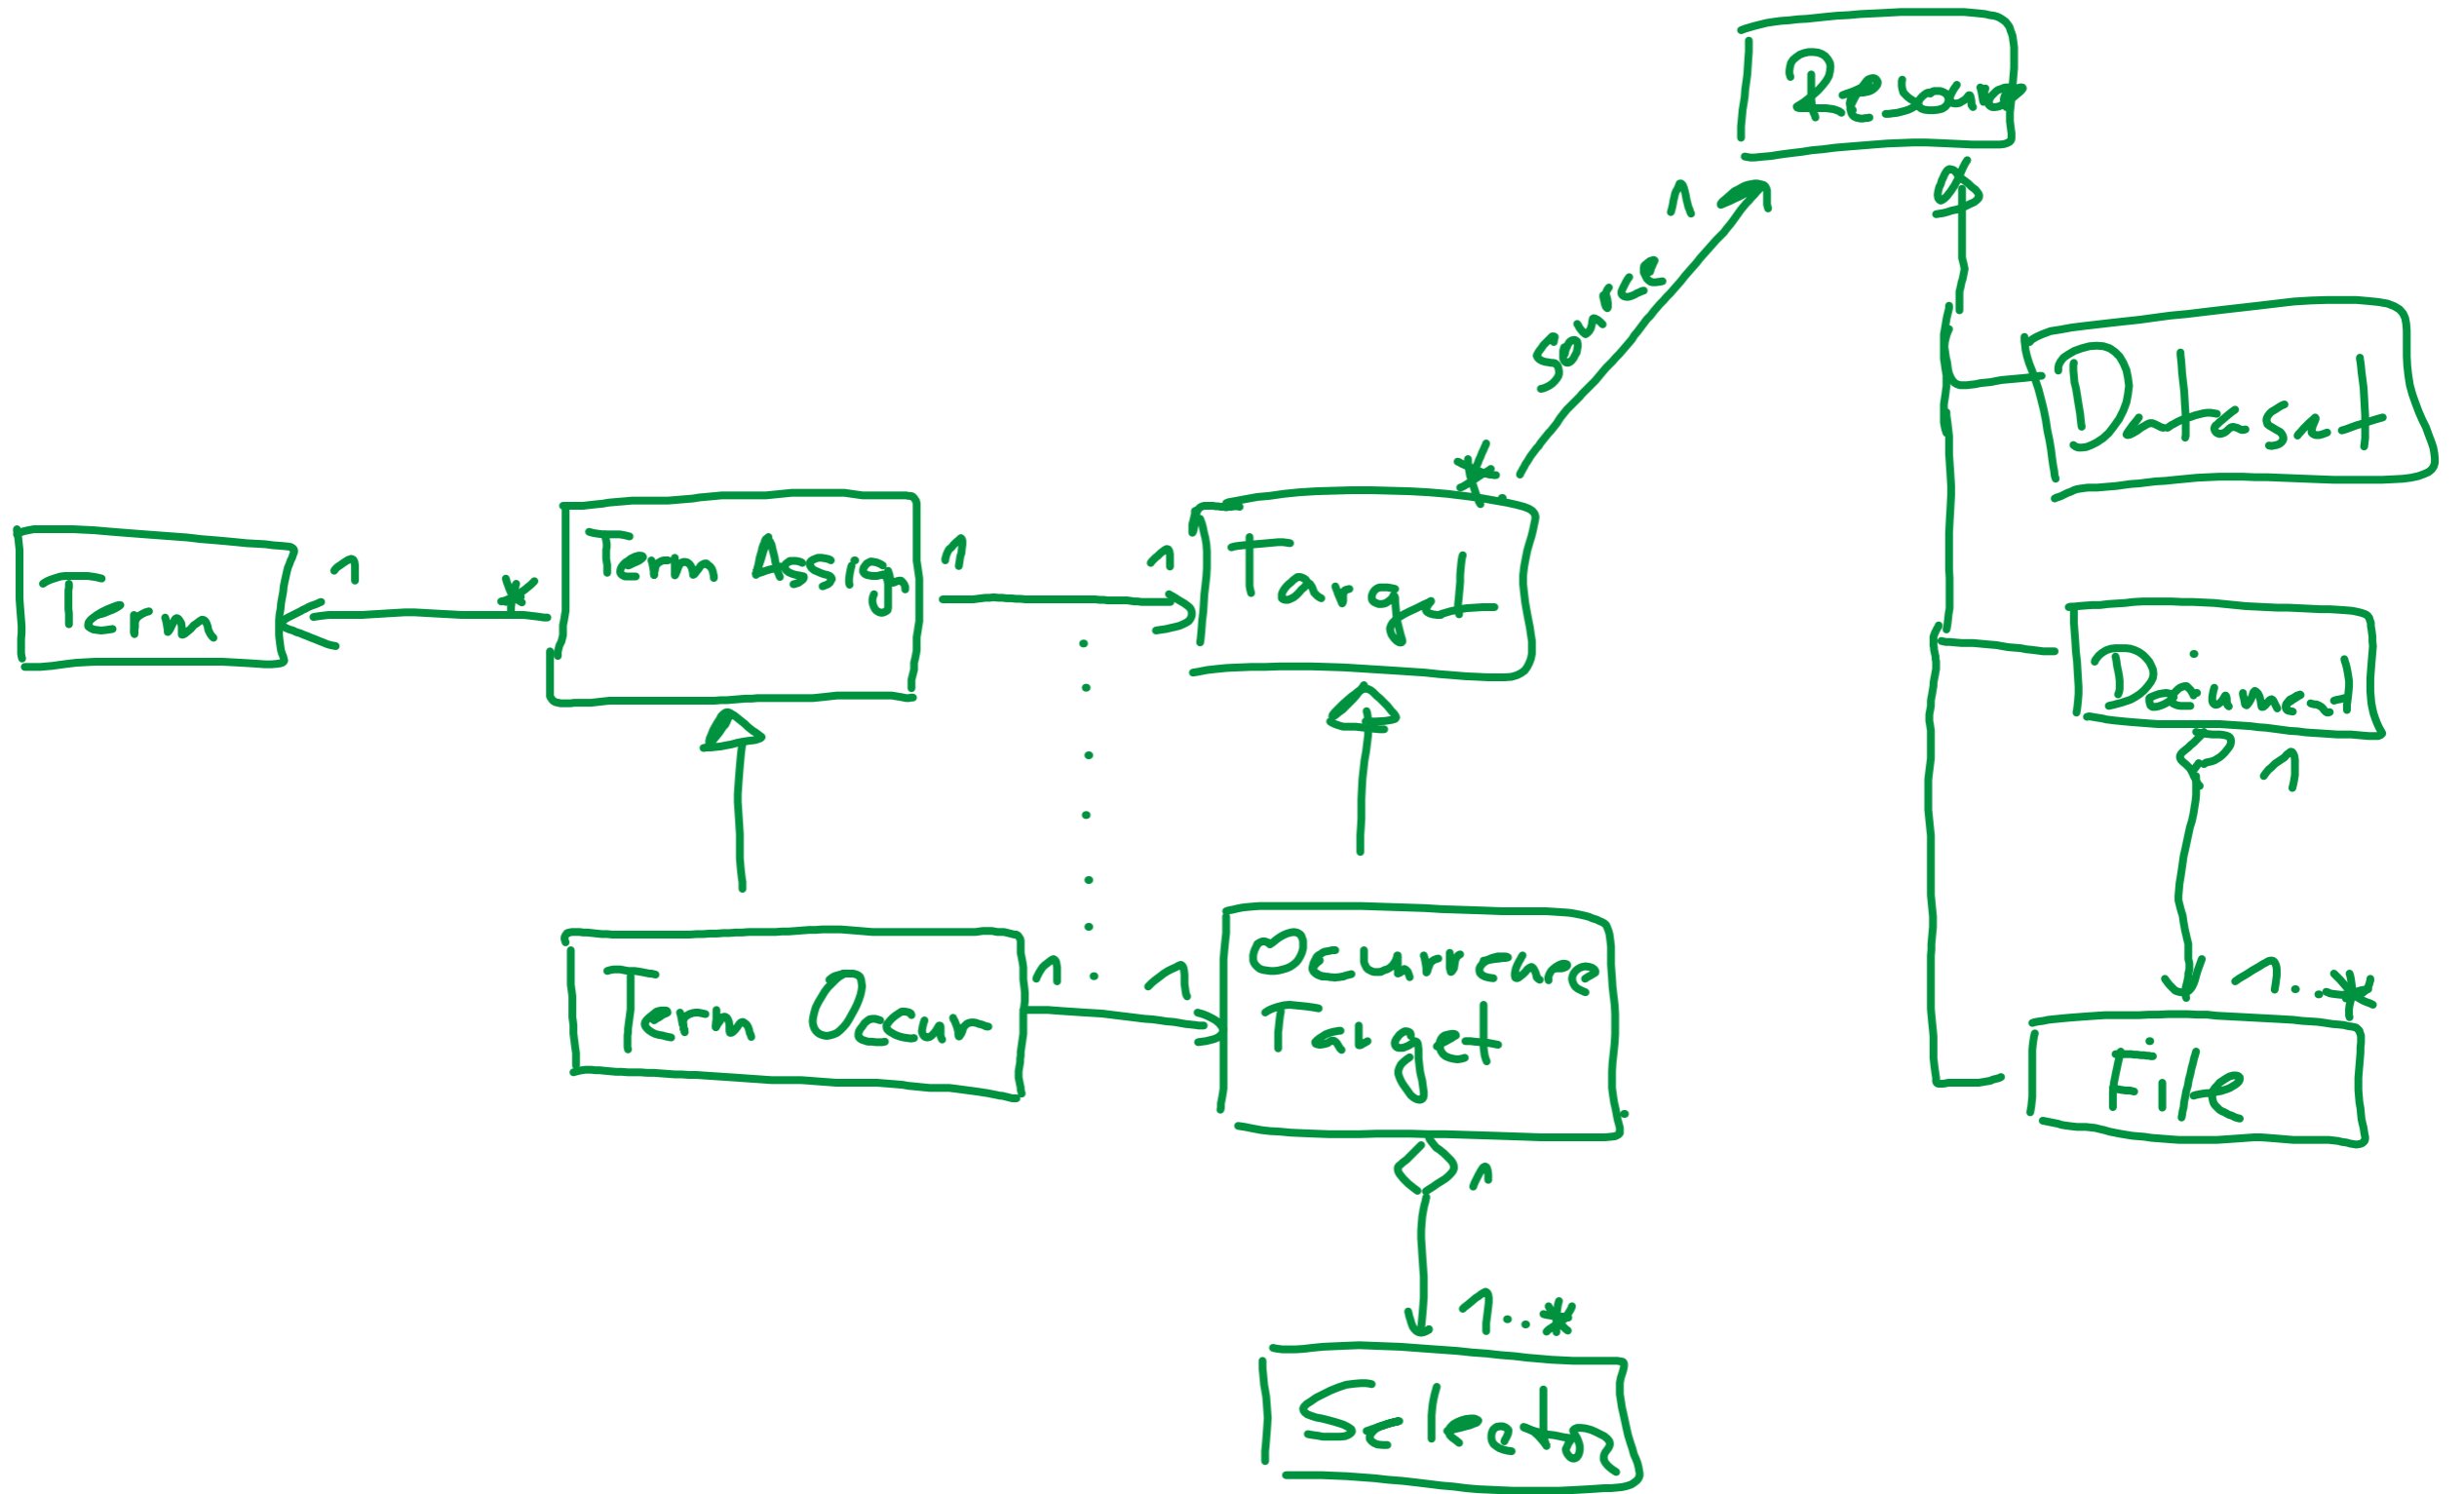 Resource
source
1
*
Dataset
Term
1
*
Term Assign
1
1
Target
Document
1
Term Occur
1
1
Occurrence
Target
1..*
File
1
1..*
Selector